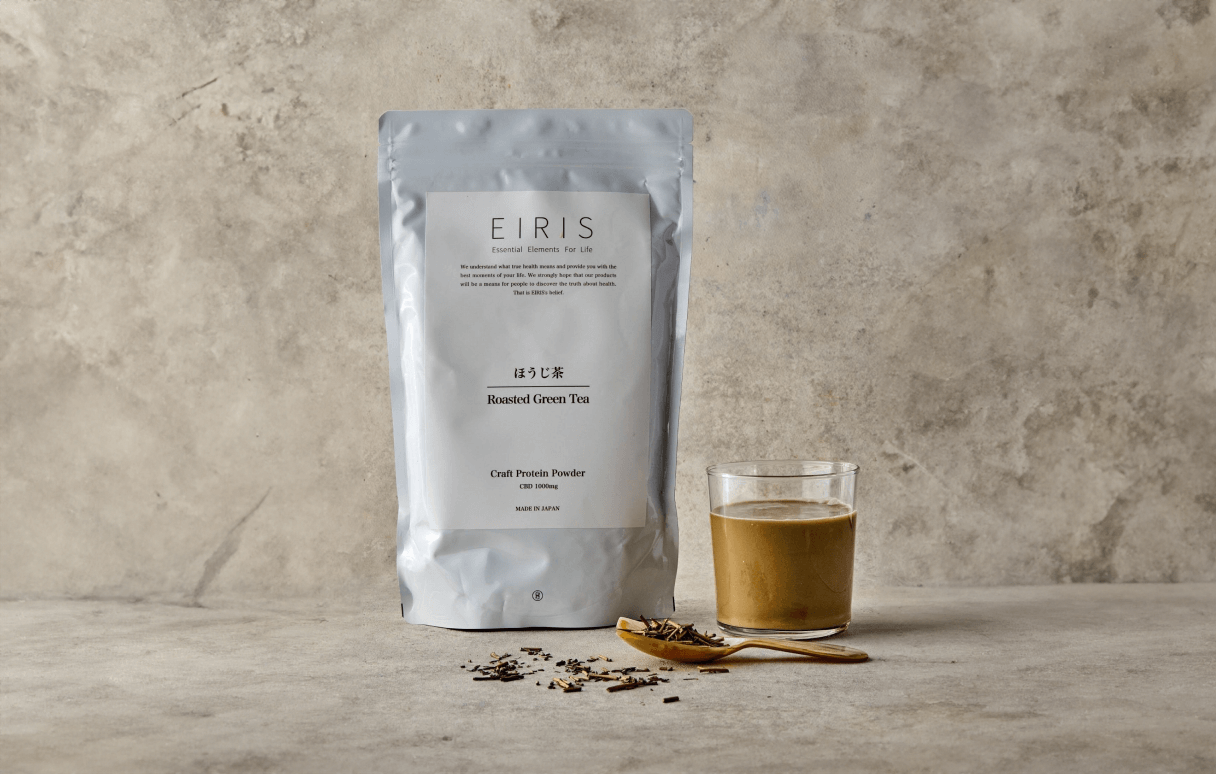 EIRIS
Essential Elements For Life
We understand what true health means and provide you with the
best moments of your life. We strongly hope that our products
will be a means for people to discover the truth about health.
That is EIRIS's belief.
ほうじ茶
Roasted Green Tea
Craft Protein Powder
CBD 1000mg
MADE IN JAPAN